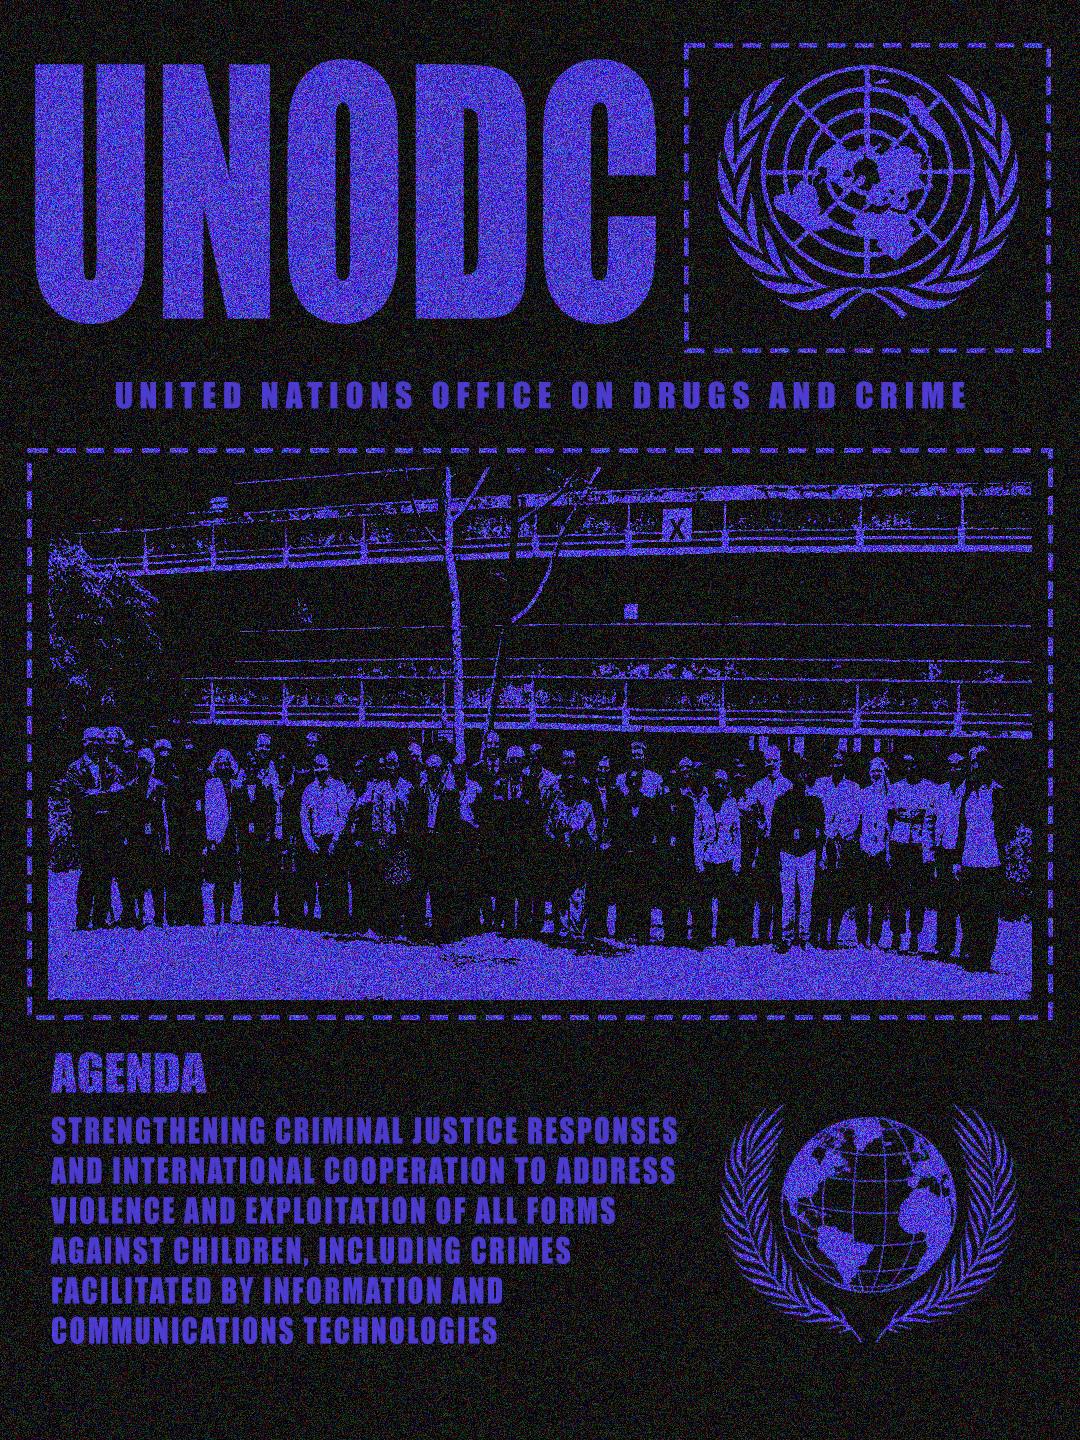 UNODC
UNITED NATIONS OFFICE ON DRUGS AND CRIME
X
AGENDA
STRENGTHENING CRIMINAL JUSTICE RESPONSES
AND INTERNATIONAL COOPERATION TO ADDRESS
VIOLENCE AND EXPLOITATION OF ALL FORMS
AGAINST CHILDREN, INCLUDING CRIMES
FACILITATED BY INFORMATION AND
COMMUNICATIONS TECHNOLOGIES